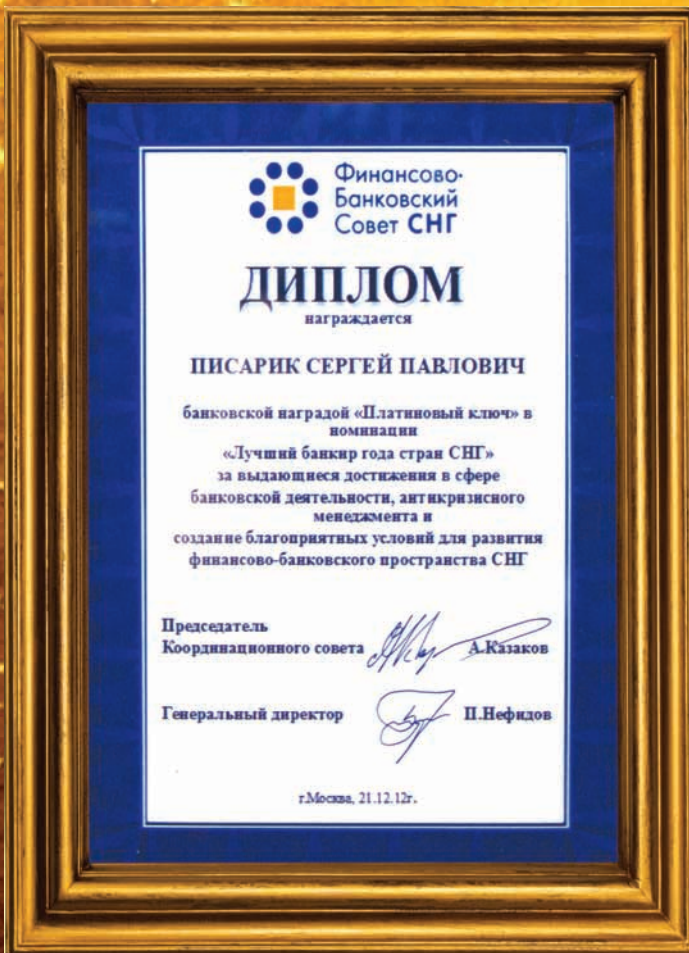 Финансово-
Банковский
Совет СНГ
ДИПЛОМ
награждается
ПИСАРИК СЕРГЕЙ ПАВЛОВИЧ
банковской наградой «Платиновый ключ» в
номинации
«Лучший банкир года стран СНГ»
за выдающиеся достижения в сфере
банковской деятельности, антикризисного
менеджмента и
создание благоприятных условий для развития
финансово-банковского пространства СНГ
Председатель
Координационного совета А.Казаков
Генеральный директор П.Нефидов
г.Москва, 21.12.12г.